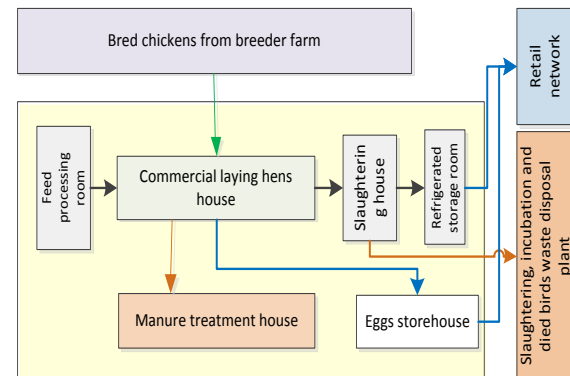 Bred chickens from breeder farm
Retail
network
Feed
processing
room
Commercial laying hens
house
Slaughterin
g house
Refrigerated
storage room
Slaughtering, incubation and
died birds waste disposal
plant
Manure treatment house
Eggs storehouse